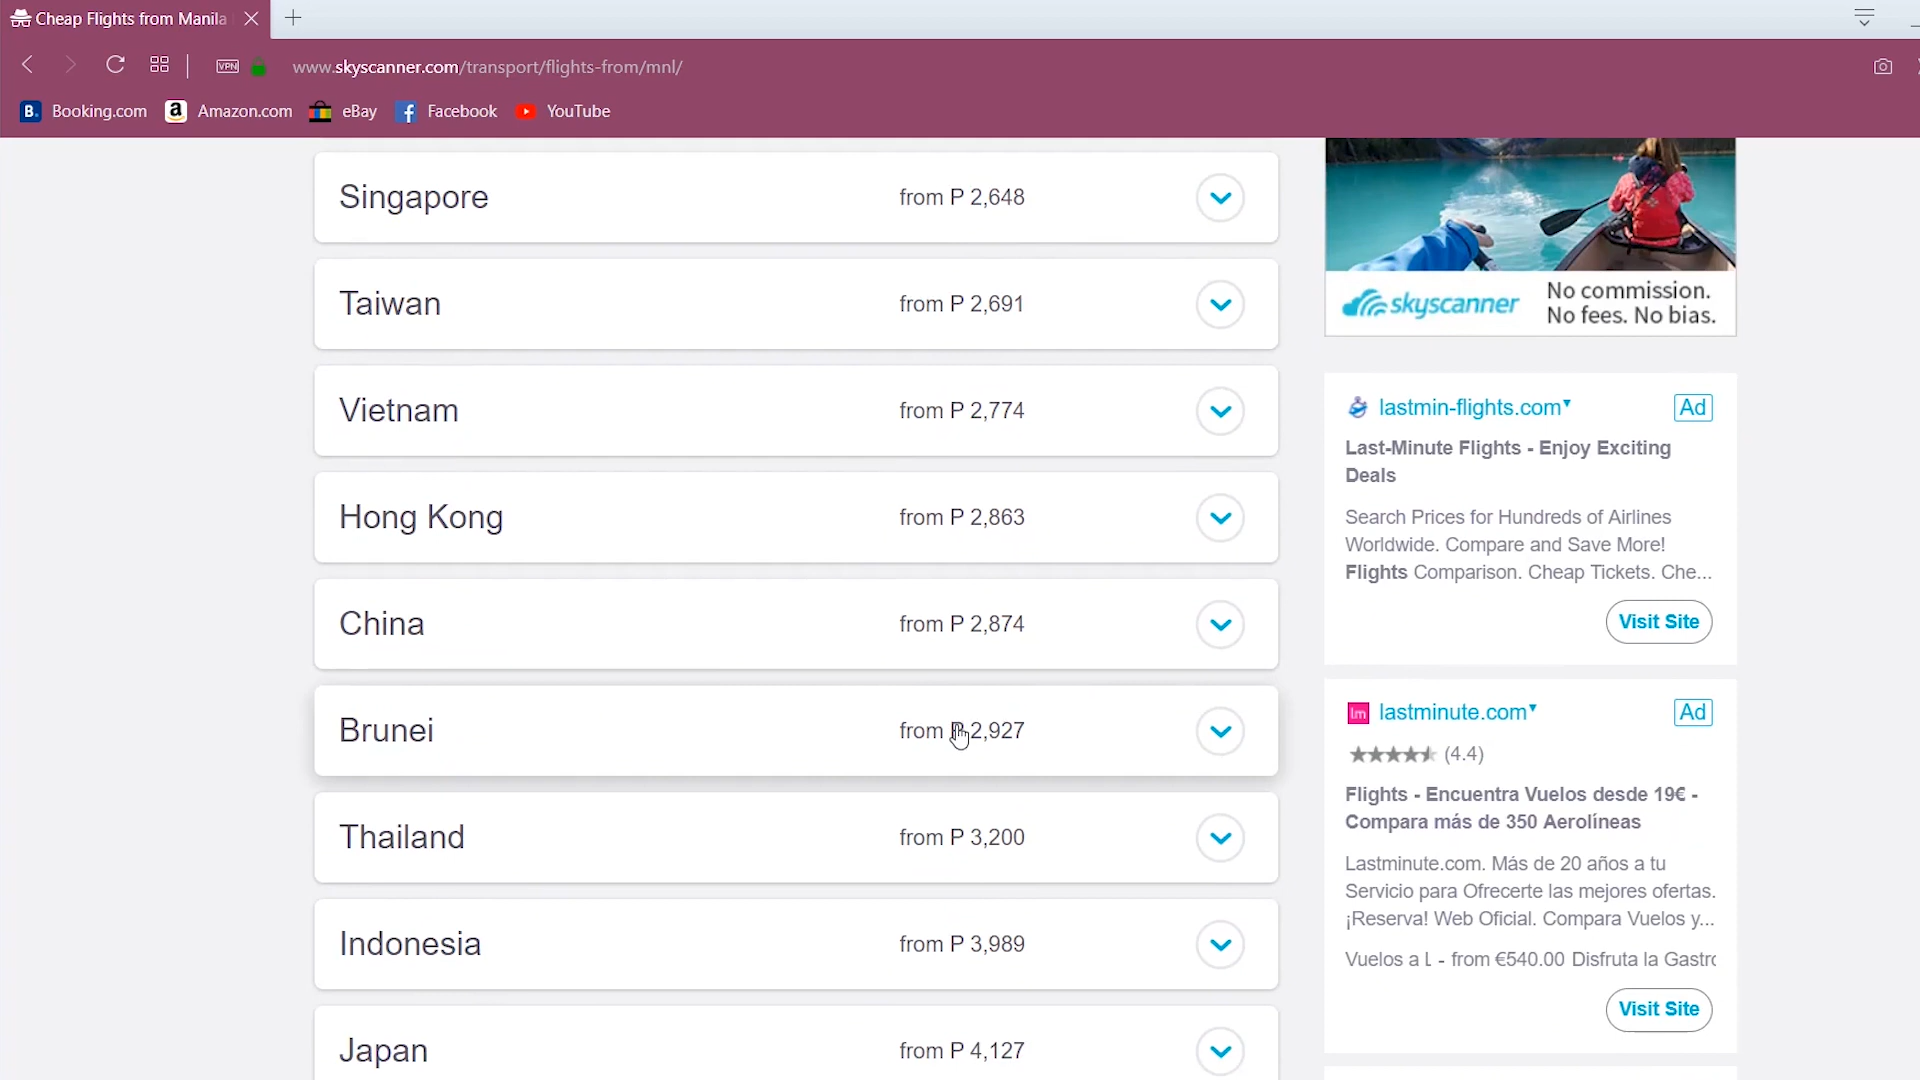 Cheap Flights from Manila
VPN
www.skyscanner.com/transport/flights-from/mnl/
B. Booking.com
a Amazon.com
eBay
f Facebook
YouTube
Singapore from P 2,648
Taiwan from P 2,691
Vietnam from P 2,774
Hong Kong from P 2,863
China from P 2,874
Brunei from P 2,927
Thailand from P 3,200
Indonesia from P 3,989
Japan from P 4,127
skyscanner
No commission.
No fees. No bias.
lastmin-flights.com Ad
Last-Minute Flights - Enjoy Exciting
Deals
Search Prices for Hundreds of Airlines
Worldwide. Compare and Save More!
Flights Comparison. Cheap Tickets. Che...
Visit Site
lm lastminute.com Ad
(4.4)
Flights - Encuentra Vuelos desde 19€ -
Compara más de 350 Aerolíneas
Lastminute.com. Más de 20 años a tu
Servicio para Ofrecerte las mejores ofertas.
¡Reserva! Web Oficial. Compara Vuelos y...
Vuelos a L - from €540.00 Disfruta la Gastro
Visit Site